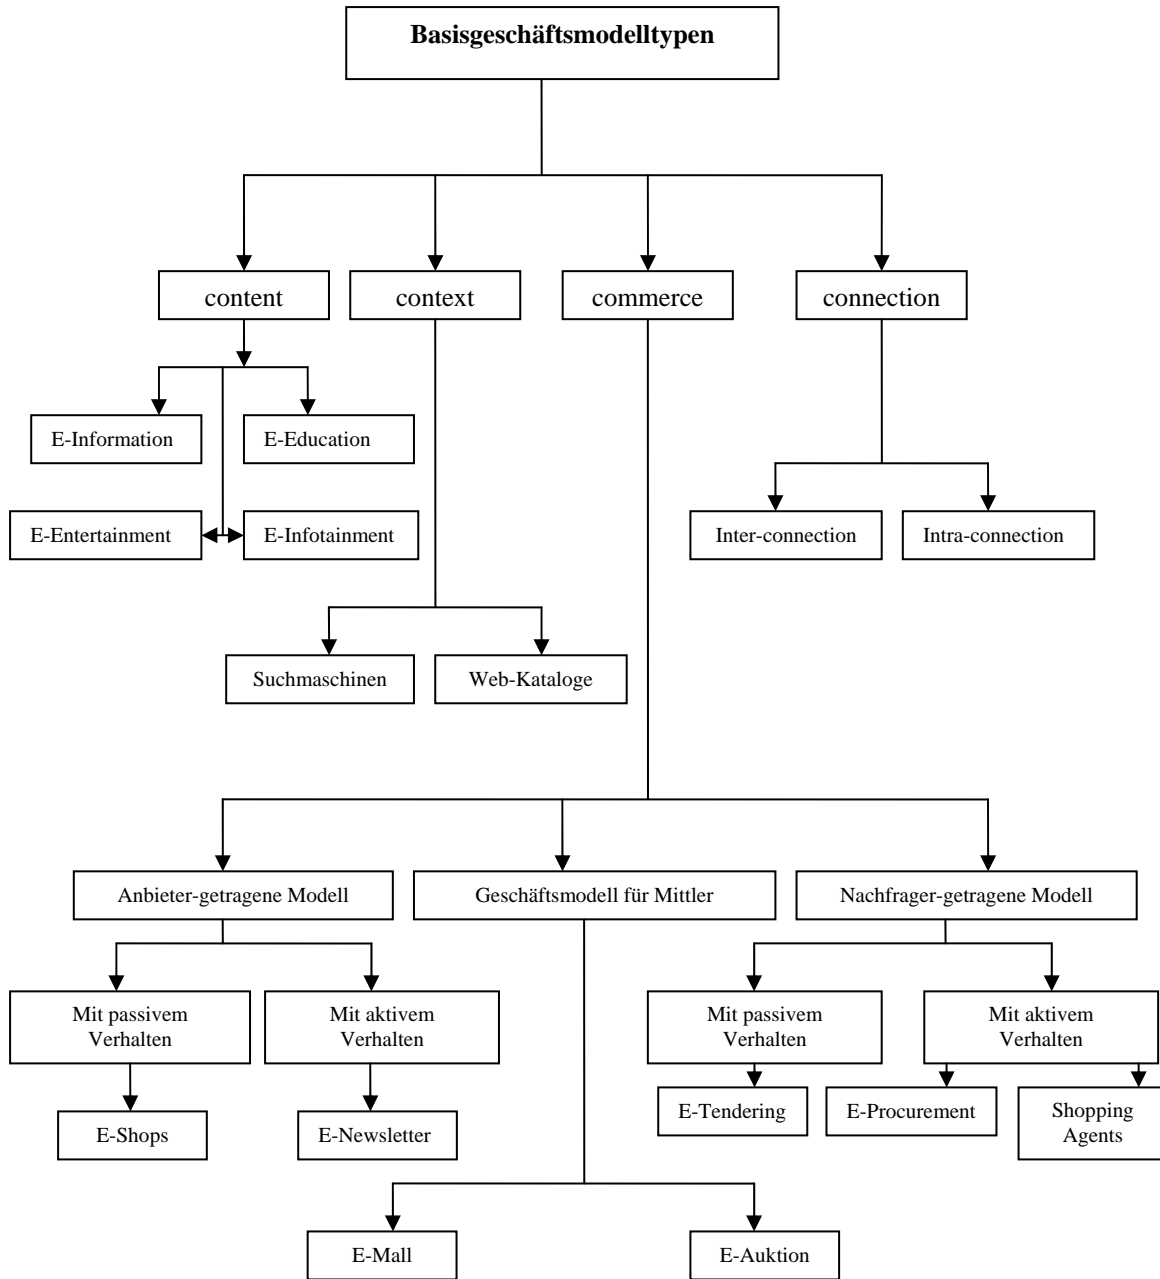 Basisgeschäftsmodelltypen
content
context
commerce
connection
E-Information
E-Education
E-Entertainment
E-Infotainment
Inter-connection
Intra-connection
Suchmaschinen
Web-Kataloge
Anbieter-getragene Modell
Geschäftsmodell für Mittler
Nachfrager-getragene Modell
Mit passivem
Verhalten
Mit aktivem
Verhalten
Mit passivem
Verhalten
Mit aktivem
Verhalten
E-Shops
E-Newsletter
E-Tendering
E-Procurement
Shopping
Agents
E-Mall
E-Auktion